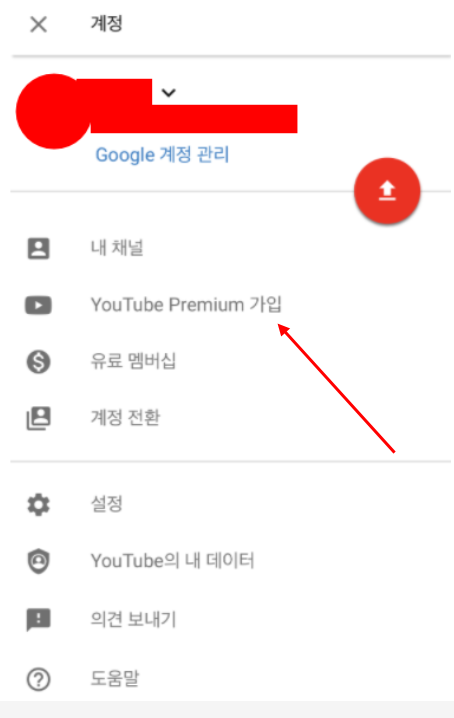 계정
Google 계정 관리
내 채널
YouTube Premium 가입
유료 멤버십
계정 전환
설정
YouTube의 내 데이터
의견 보내기
도움말